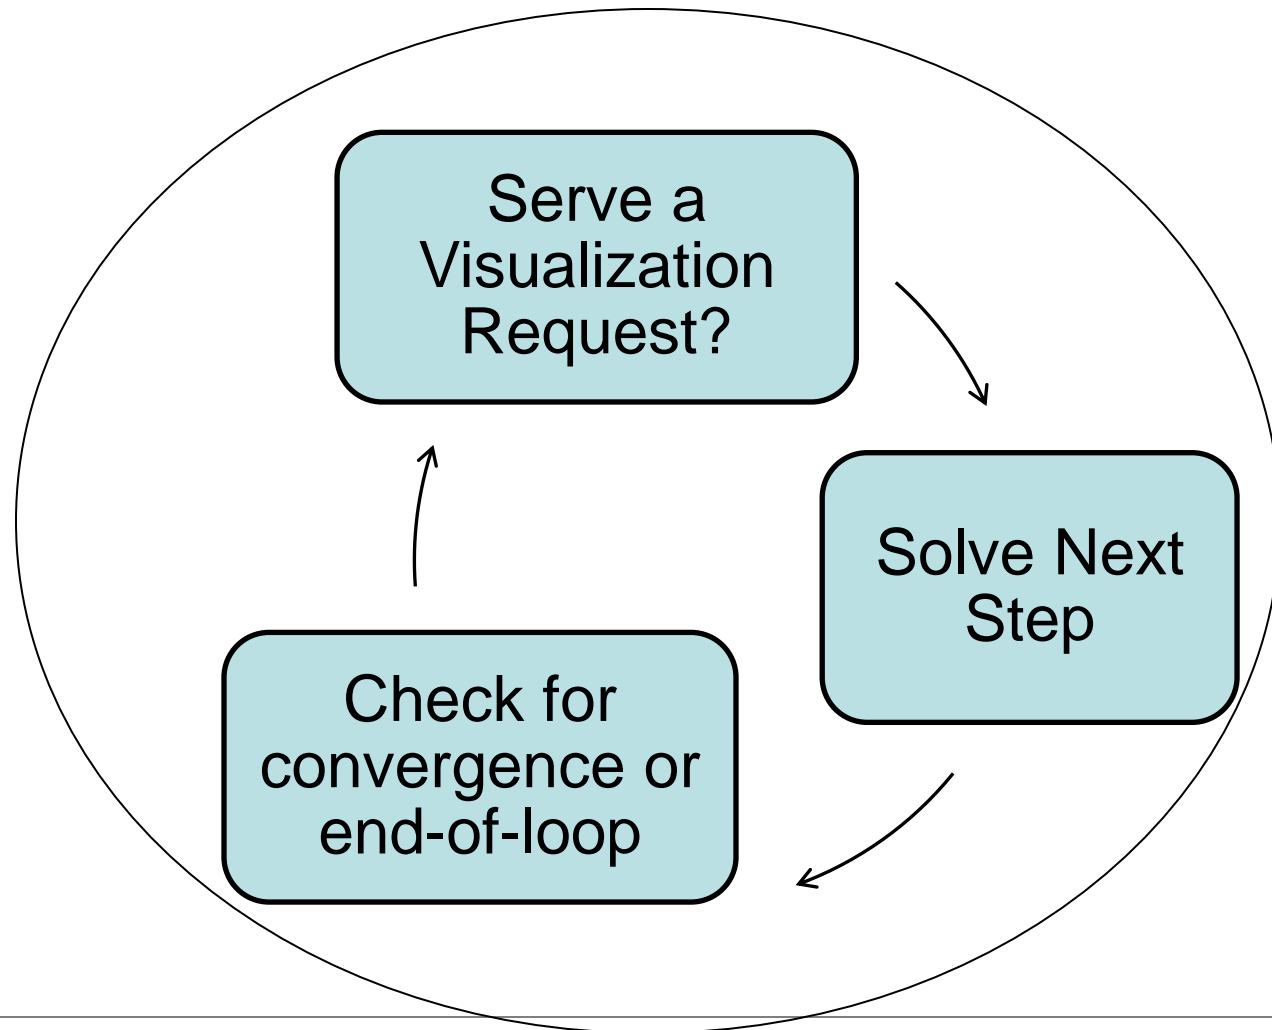 Serve a
Visualization
Request?
Solve Next
Step
Check for
convergence or
end-of-loop